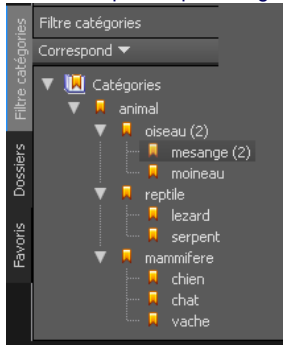 Filtre catégories
Dossiers
Favoris
Filtre catégories
Correspond
Catégories
animal
oiseau (2)
mesange (2)
moineau
reptile
lezard
serpent
mammifere
chien
chat
vache